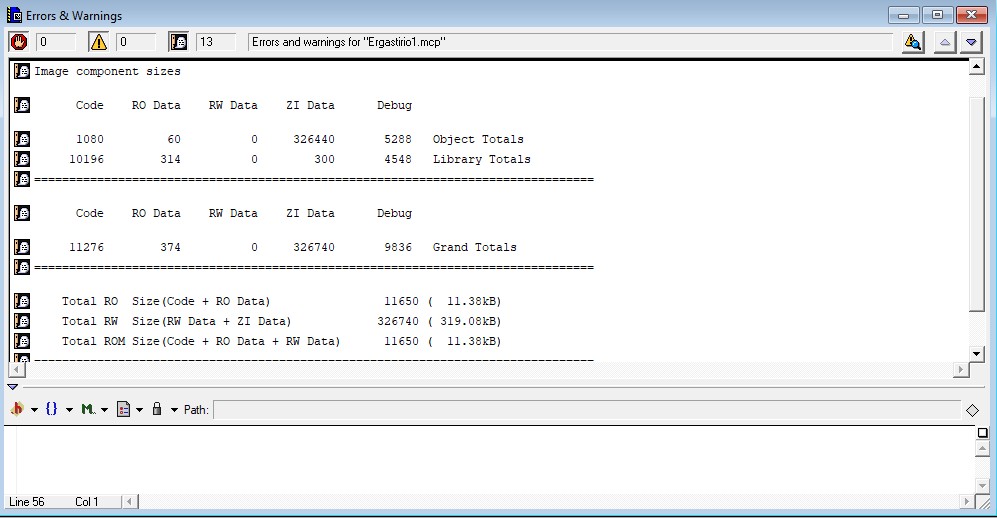 Errors & Warnings
0 0 13 Errors and warnings for "Ergastirio1.mcp"
Image component sizes
Code RO Data RW Data ZI Data Debug
1080 60 0 326440 5288 Object Totals
10196 314 0 300 4548 Library Totals
================================================================================
Code RO Data RW Data ZI Data Debug
11276 374 0 326740 9836 Grand Totals
================================================================================
Total RO Size(Code + RO Data) 11650 ( 11.38kB)
Total RW Size(RW Data + ZI Data) 326740 ( 319.08kB)
Total ROM Size(Code + RO Data + RW Data) 11650 ( 11.38kB)
h {} M. Path:
Line 56 Col 1